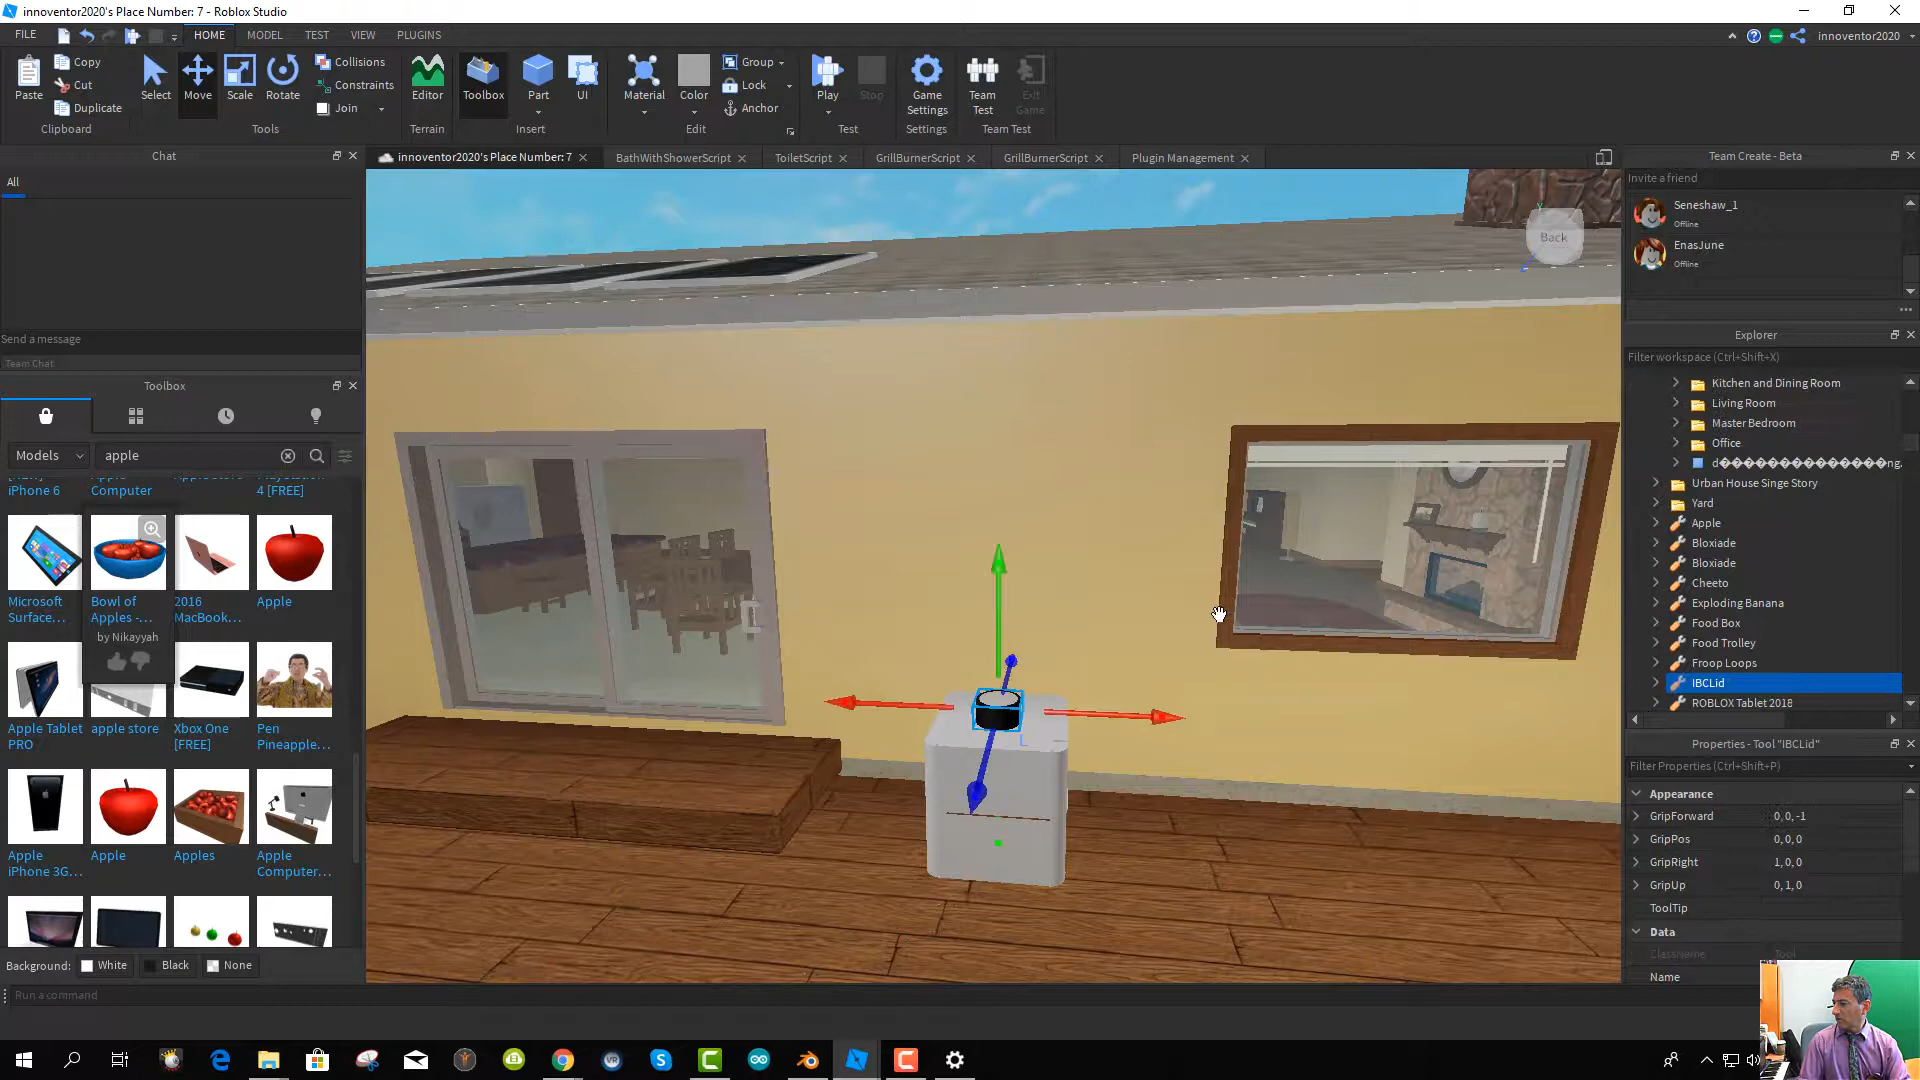 innoventor2020's Place Number: 7 - Roblox Studio
FILE
HOME
MODEL
TEST
VIEW
PLUGINS
innoventor2020
Paste
Copy
Cut
Duplicate
Clipboard
Select
Move
Scale
Rotate
Collisions
Constraints
Join
Tools
Editor
Terrain
Toolbox
Part
UI
Insert
Material
Color
Group
Lock
Anchor
Edit
Play
Stop
Test
Game
Settings
Settings
Team
Test
Exit
Game
Team Test
Chat
innoventor2020's Place Number: 7
BathWithShowerScript
ToiletScript
GrillBurnerScript
GrillBurnerScript
Plugin Management
All
Send a message
Team Chat
Toolbox
Models
apple
iPhone 6
Computer
4 [FREE]
Microsoft
Surface...
Bowl of
Apples -...
by Nikayyah
2016
MacBook...
Apple
Apple Tablet
PRO
apple store
Xbox One
[FREE]
Pen
Pineapple...
Apple
iPhone 3G...
Apple
Apples
Apple
Computer...
Background:
White
Black
None
Run a command
Back
Team Create - Beta
Invite a friend
Seneshaw_1
Offline
EnasJune
Offline
Explorer
Filter workspace (Ctrl+Shift+X)
Kitchen and Dining Room
Living Room
Master Bedroom
Office
Urban House Singe Story
Yard
Apple
Bloxiade
Bloxiade
Cheeto
Exploding Banana
Food Box
Food Trolley
Froop Loops
IBCLid
ROBLOX Tablet 2018
Properties - Tool "IBCLid"
Filter Properties (Ctrl+Shift+P)
Appearance
GripForward 0, 0, -1
GripPos 0, 0, 0
GripRight 1, 0, 0
GripUp 0, 1, 0
ToolTip
Data
ClassName Tool
Name